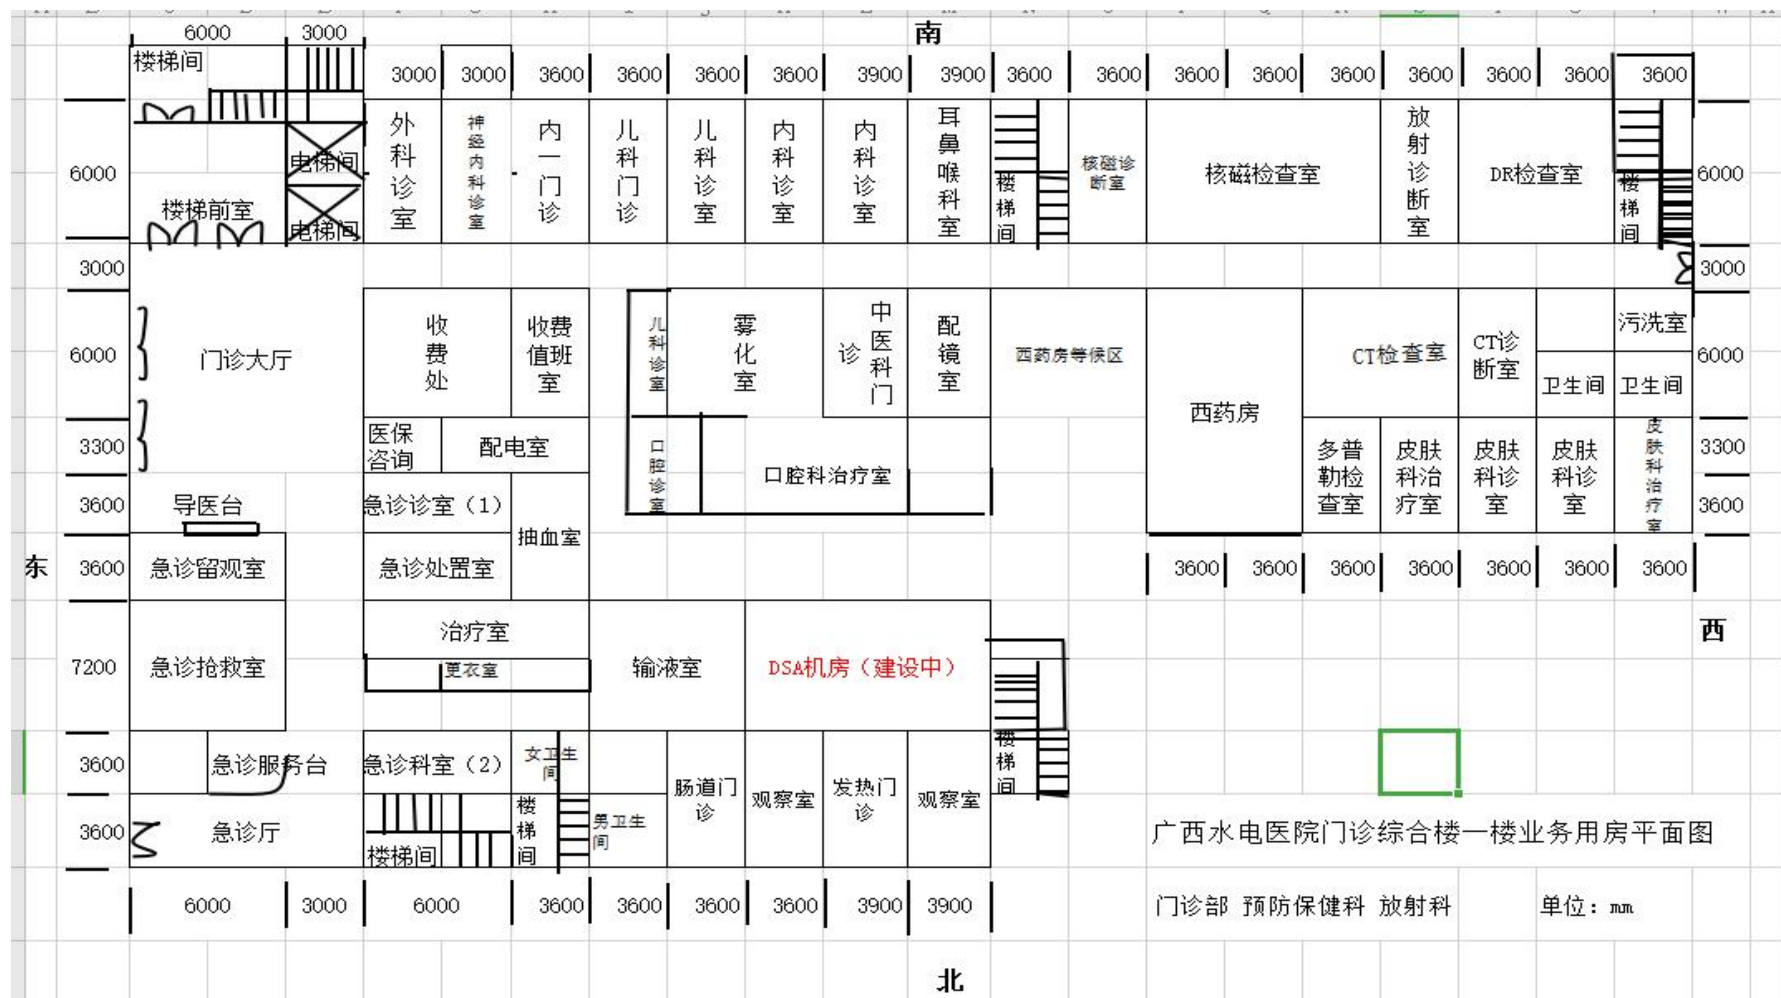 南
6000
3000
楼梯间
3000
3000
3600
3600
3600
3600
3900
3900
3600
3600
3600
3600
3600
3600
3600
3600
3600
6000
电梯间
楼梯前室
电梯间
外科诊室
神经内科诊室
内一门诊
儿科门诊
儿科诊室
内科诊室
内科诊室
耳鼻喉科室
楼梯间
核磁诊断室
核磁检查室
放射诊断室
DR检查室
楼梯间
6000
3000
3000
6000
门诊大厅
收费处
收费值班室
儿科诊室
雾化室
中医科门诊
配镜室
西药房等候区
西药房
CT检查室
CT诊断室
污洗室
卫生间
卫生间
6000
3300
医保咨询
配电室
口腔诊室
口腔科治疗室
多普勒检查室
皮肤科治疗室
皮肤科诊室
皮肤科诊室
皮肤科治疗室
3300
3600
导医台
急诊诊室（1）
抽血室
3600
东
3600
急诊留观室
急诊处置室
3600
3600
3600
3600
3600
3600
3600
西
7200
急诊抢救室
治疗室
更衣室
输液室
DSA机房（建设中）
3600
急诊服务台
急诊科室（2）
女卫生间
肠道门诊
观察室
发热门诊
观察室
楼梯间
3600
急诊厅
楼梯间
楼梯间
男卫生间
广西水电医院门诊综合楼一楼业务用房平面图
6000
3000
6000
3600
3600
3600
3600
3900
3900
门诊部 预防保健科 放射科
单位：mm
北